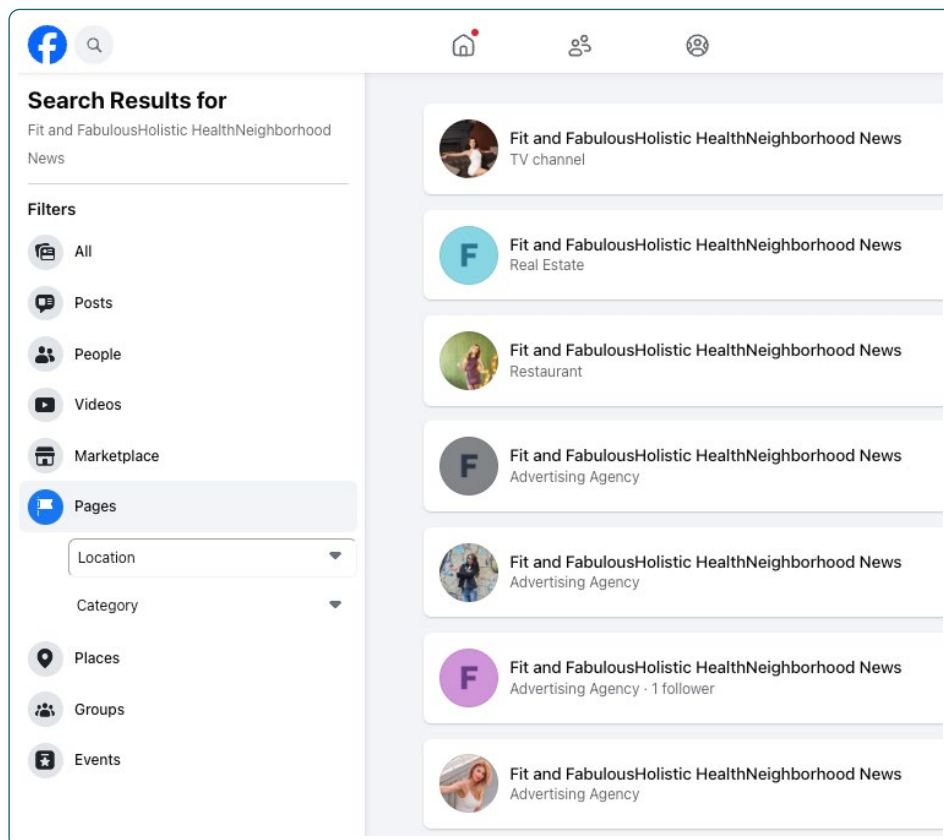 Search Results for
Fit and FabulousHolistic HealthNeighborhood
News
Filters
All
Posts
People
Videos
Marketplace
Pages
Location
Category
Places
Groups
Events
Fit and FabulousHolistic HealthNeighborhood News
TV channel
F
Fit and FabulousHolistic HealthNeighborhood News
Real Estate
Fit and FabulousHolistic HealthNeighborhood News
Restaurant
F
Fit and FabulousHolistic HealthNeighborhood News
Advertising Agency
Fit and FabulousHolistic HealthNeighborhood News
Advertising Agency
F
Fit and FabulousHolistic HealthNeighborhood News
Advertising Agency · 1 follower
Fit and FabulousHolistic HealthNeighborhood News
Advertising Agency